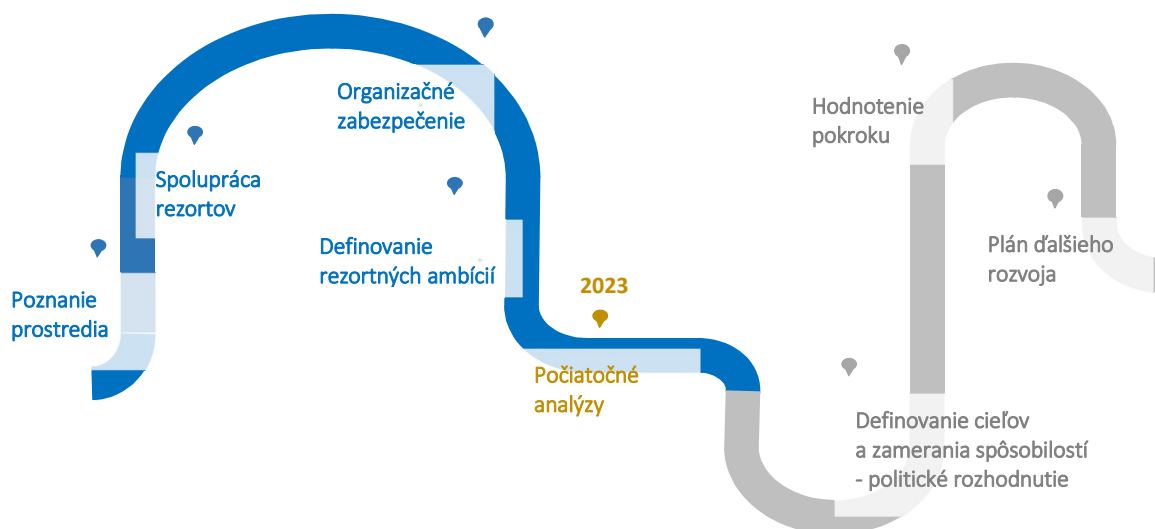 Poznanie
prostredia
Spolupráca
rezortov
Organizačné
zabezpečenie
Definovanie
rezortných ambícií
2023
Počiatočné
analýzy
Definovanie cieľov
a zamerania spôsobilostí
- politické rozhodnutie
Hodnotenie
pokroku
Plán ďalšieho
rozvoja